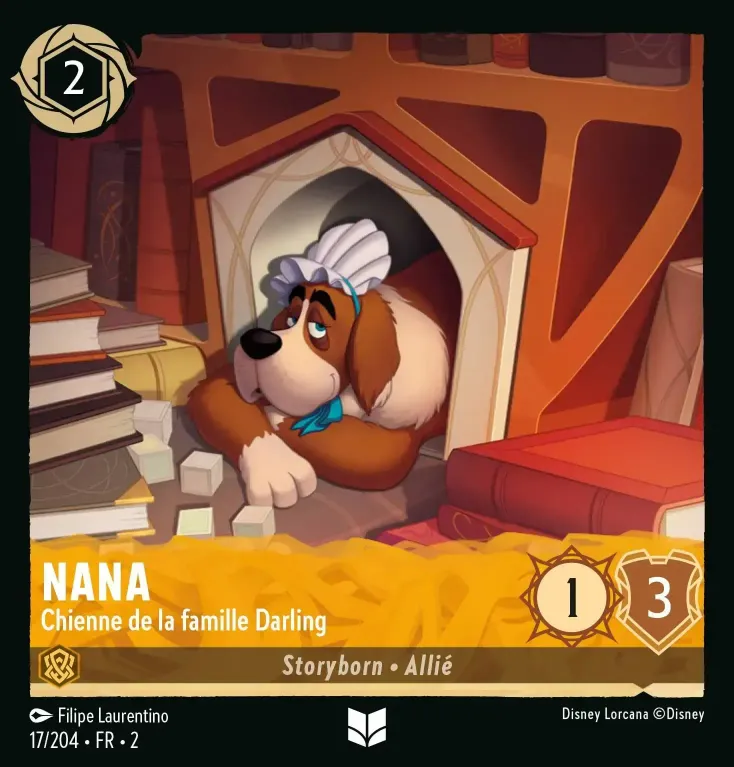 2
NANA
Chienne de la famille Darling
1
3
Storyborn • Allié
Filipe Laurentino
Disney Lorcana ©Disney
17/204 • FR • 2